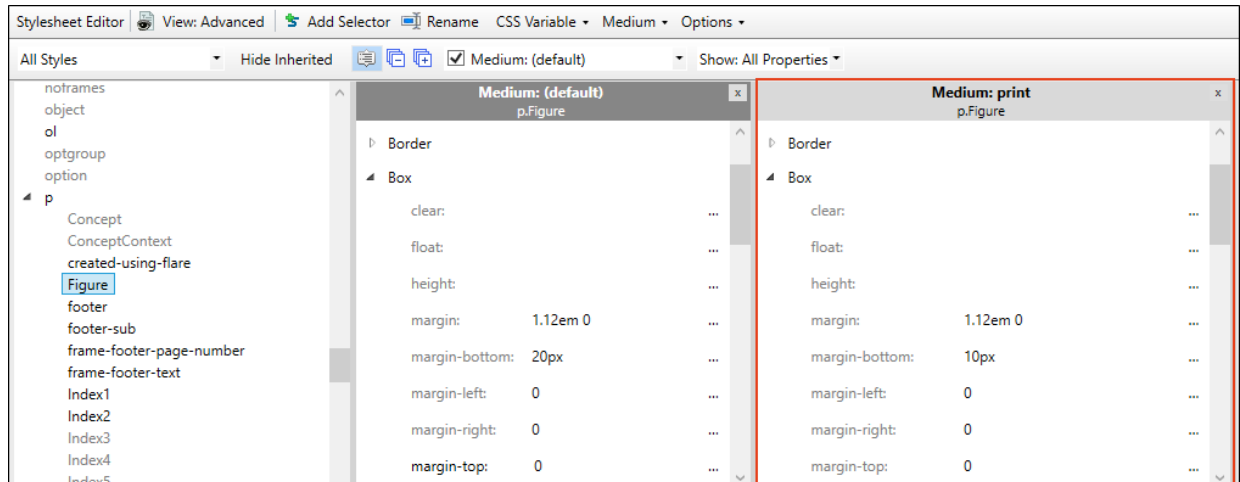 Stylesheet Editor View: Advanced Add Selector Rename CSS Variable Medium Options
All Styles Hide Inherited Medium: (default) Show: All Properties
noframes
object
ol
optgroup
option
p
Concept
ConceptContext
created-using-flare
Figure
footer
footer-sub
frame-footer-page-number
frame-footer-text
Index1
Index2
Index3
Index4
Index5
Medium: (default) x
p.Figure
Border
Box
clear: ...
float: ...
height: ...
margin: 1.12em 0 ...
margin-bottom: 20px ...
margin-left: 0 ...
margin-right: 0 ...
margin-top: 0 ...
Medium: print x
p.Figure
Border
Box
clear: ...
float: ...
height: ...
margin: 1.12em 0 ...
margin-bottom: 10px ...
margin-left: 0 ...
margin-right: 0 ...
margin-top: 0 ...